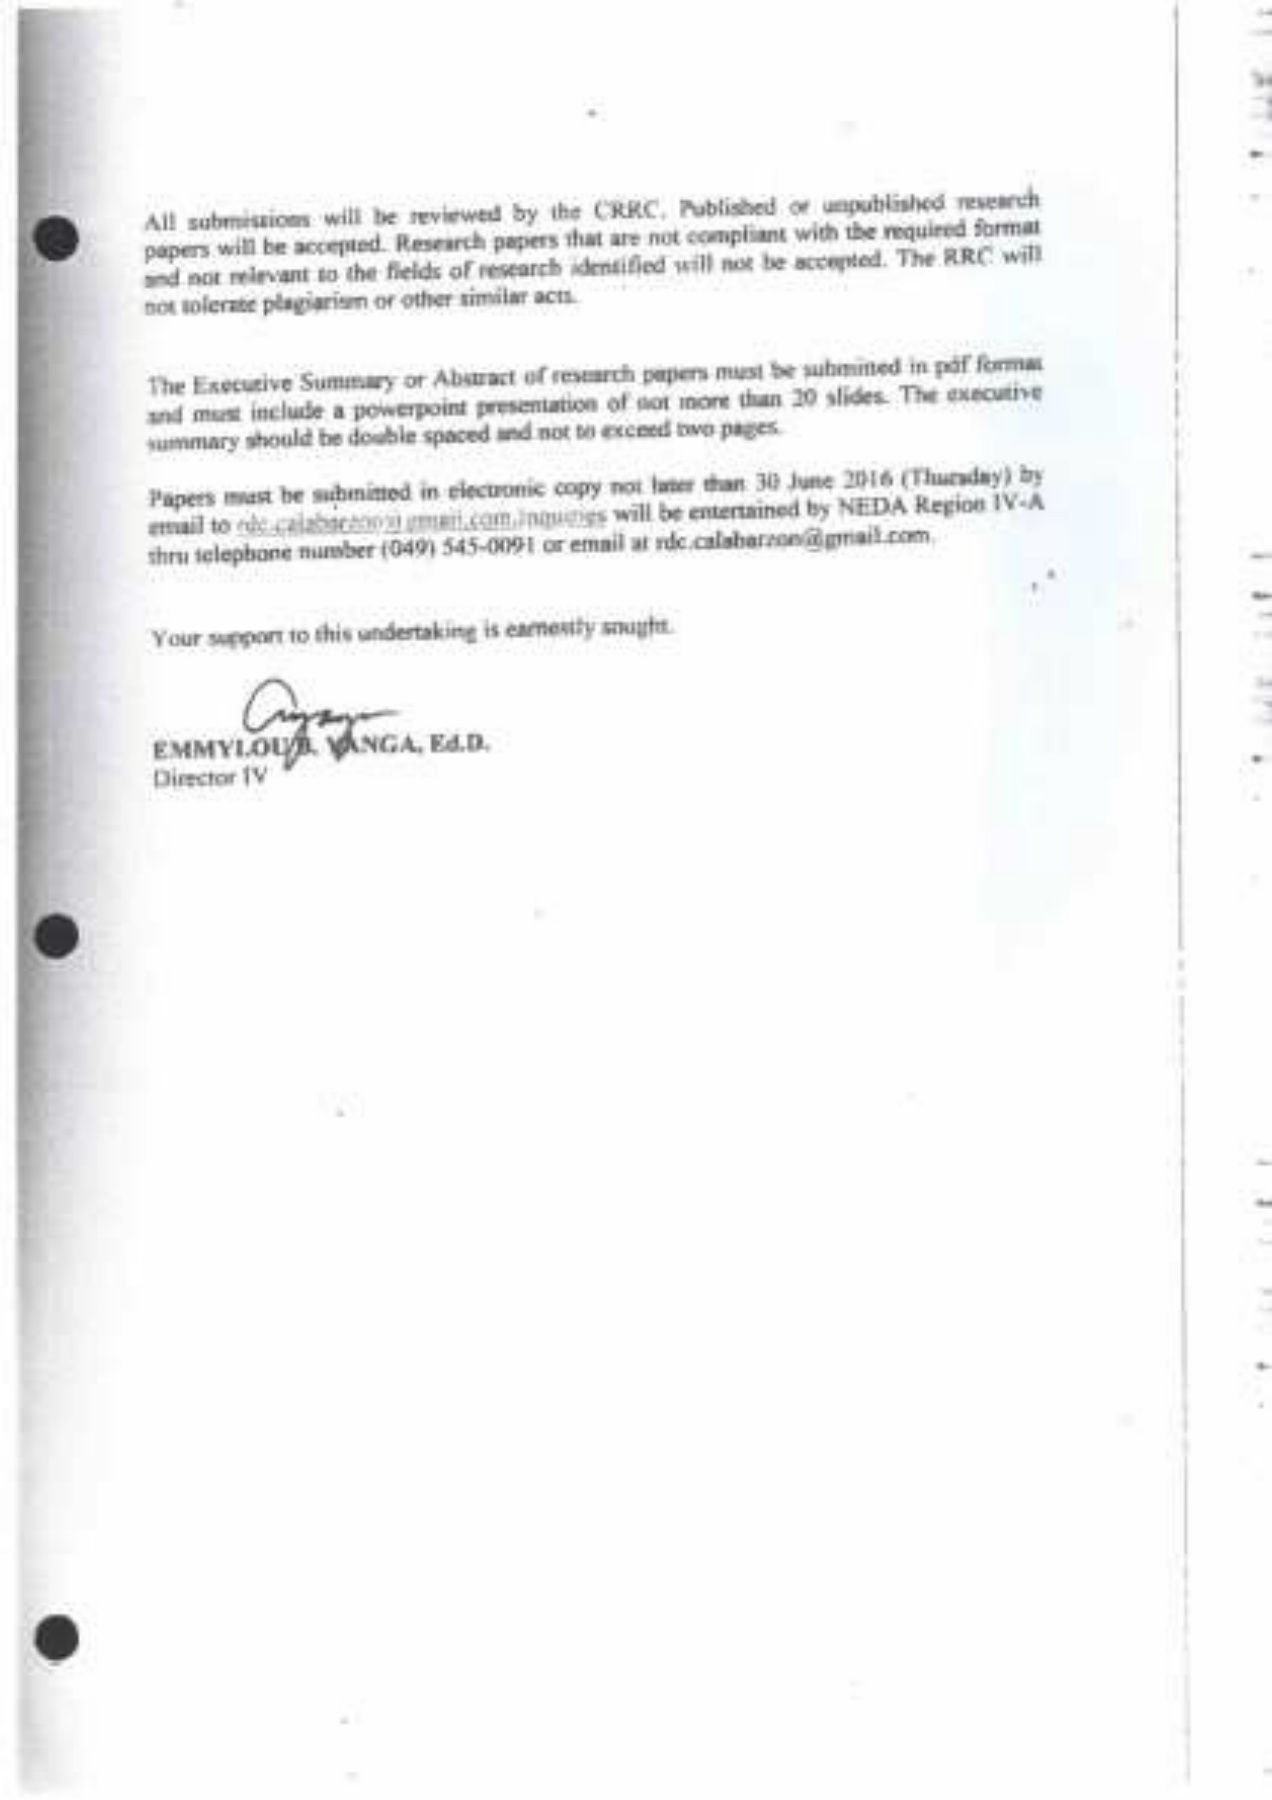 All submissions will be reviewed by the CRRC. Published or unpublished research
papers will be accepted. Research papers that are not compliant with the required format
and not relevant to the fields of research identified will not be accepted. The RRC will
not tolerate plagiarism or other similar acts.
The Executive Summary or Abstract of research papers must be submitted in pdf format
and must include a powerpoint presentation of not more than 20 slides. The executive
summary should be double spaced and not to exceed two pages.
Papers must be submitted in electronic copy not later than 30 June 2016 (Thursday) by
email to rdc.calabarzon@gmail.com.Inquiries will be entertained by NEDA Region IV-A
thru telephone number (049) 545-0091 or email at rdc.calabarzon@gmail.com.
Your support to this undertaking is earnestly sought.
EMMYLOU B. YANGA, Ed.D.
Director IV